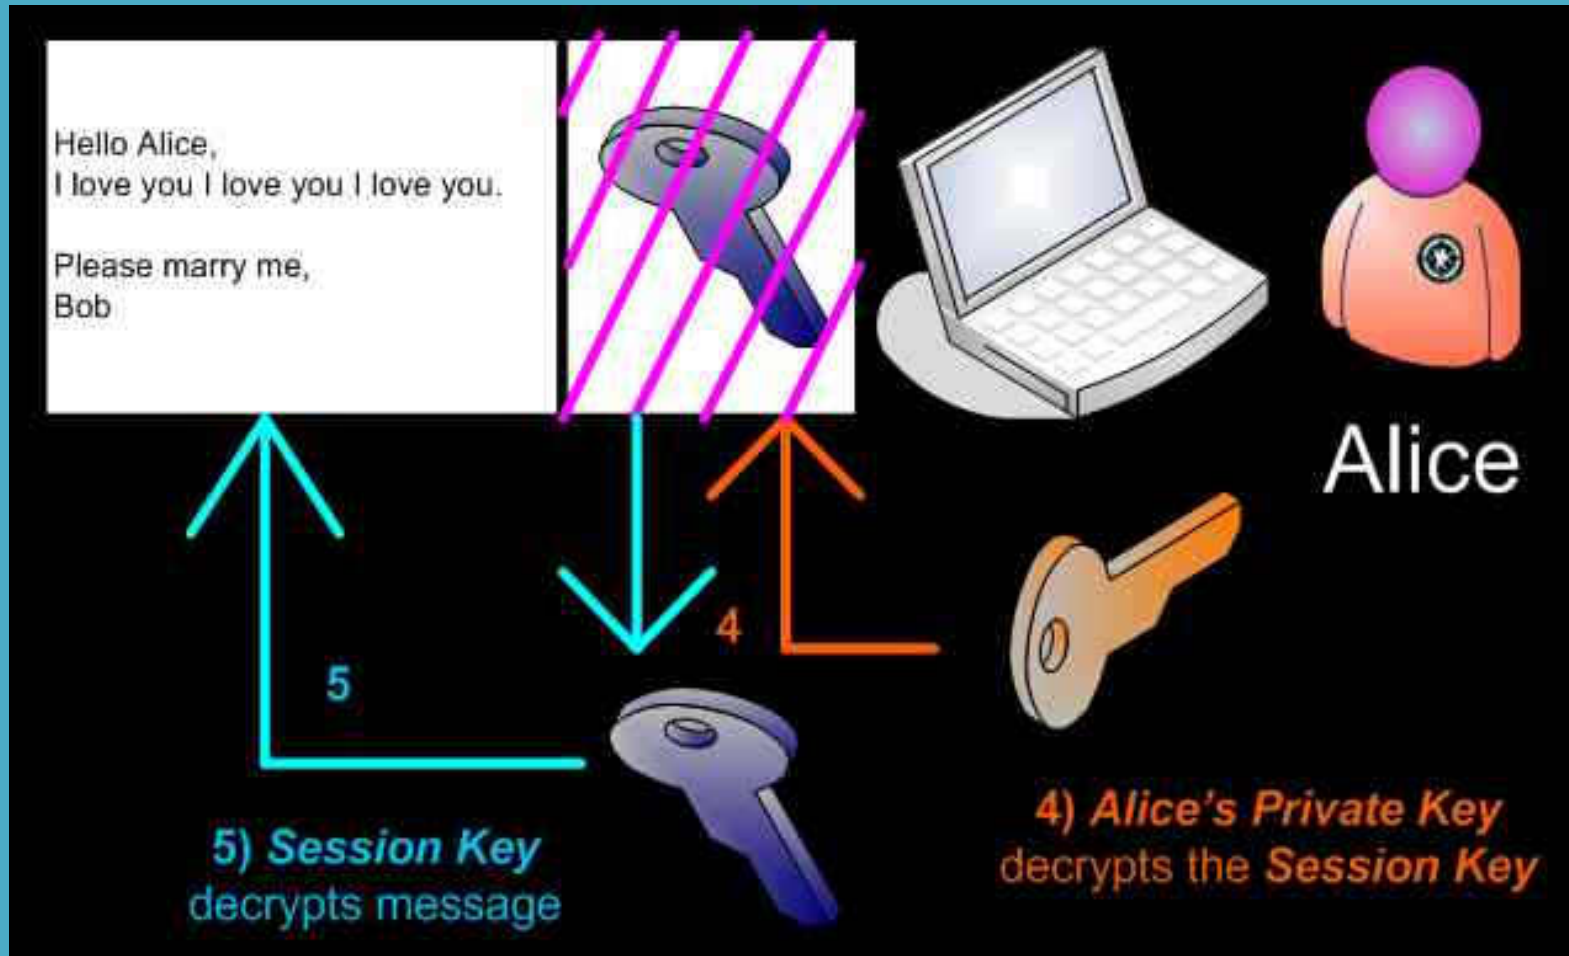 Hello Alice,
I love you I love you I love you.
Please marry me,
Bob
Alice
4
5
4) Alice's Private Key
decrypts the Session Key
5) Session Key
decrypts message